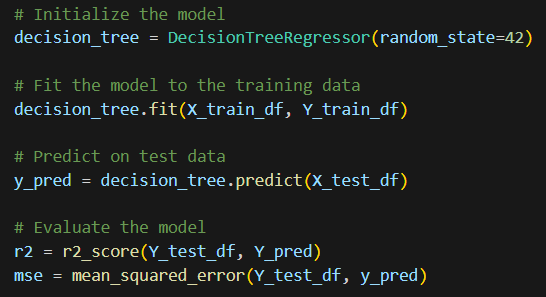 # Initialize the model
decision_tree = DecisionTreeRegressor(random_state=42)
# Fit the model to the training data
decision_tree.fit(X_train_df, Y_train_df)
# Predict on test data
y_pred = decision_tree.predict(X_test_df)
# Evaluate the model
r2 = r2_score(Y_test_df, Y_pred)
mse = mean_squared_error(Y_test_df, y_pred)